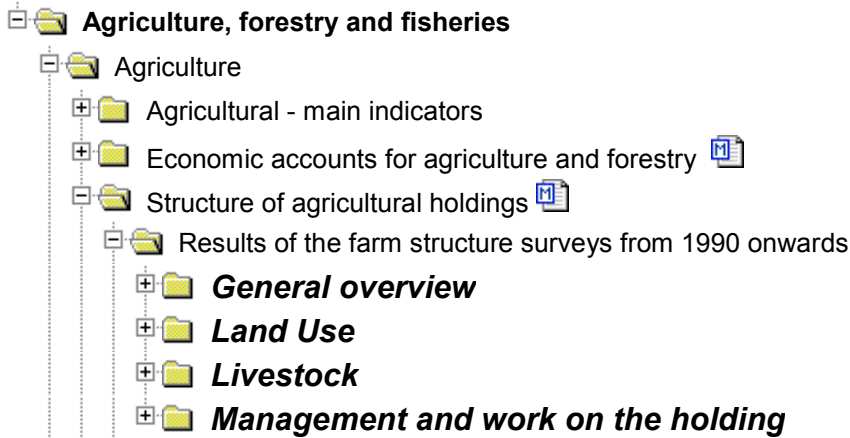 Agriculture, forestry and fisheries
Agriculture
Agricultural - main indicators
Economic accounts for agriculture and forestry M
Structure of agricultural holdings M
Results of the farm structure surveys from 1990 onwards
General overview
Land Use
Livestock
Management and work on the holding